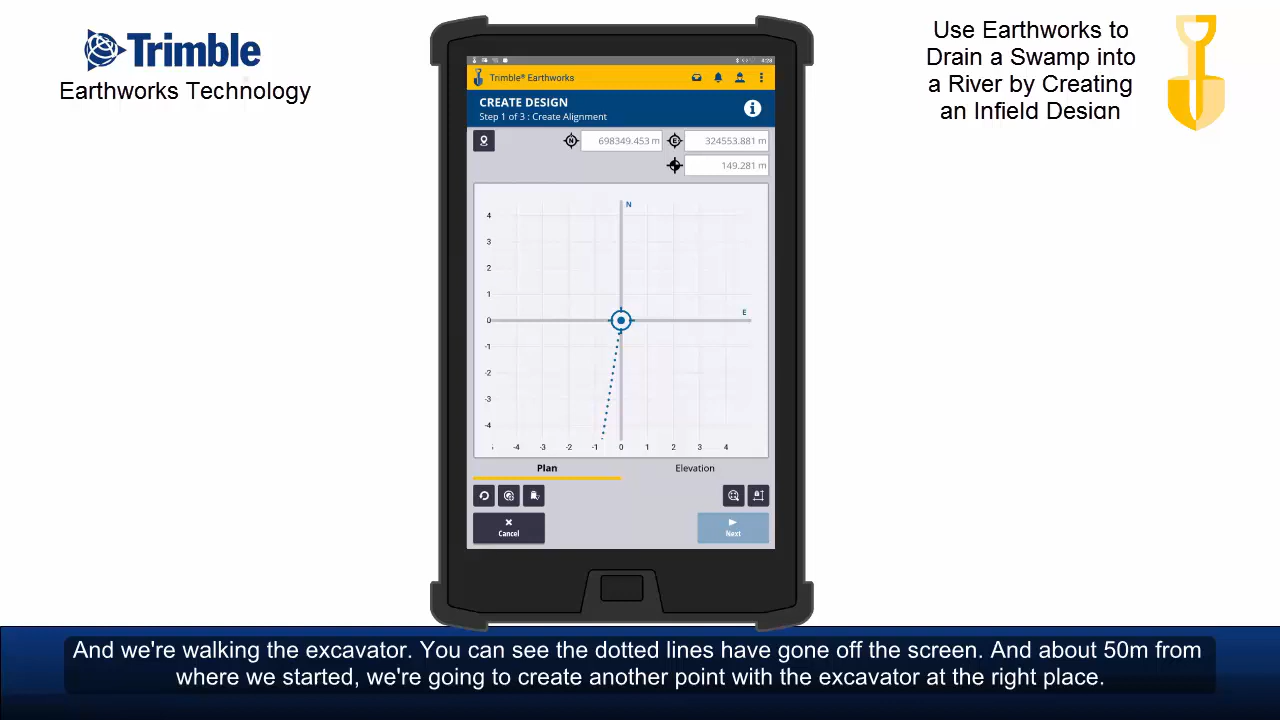 Trimble
Earthworks Technology
Use Earthworks to
Drain a Swamp into
a River by Creating
an Infield Design
4:28
Trimble® Earthworks
CREATE DESIGN
Step 1 of 3 : Create Alignment
N
698349.453 m
E
324553.881 m
149.281 m
N
4
3
2
1
E
0
-1
-2
-3
-4
-4 -3 -2 -1 0 1 2 3 4
Plan
Elevation
Cancel
Next
And we're walking the excavator. You can see the dotted lines have gone off the screen. And about 50m from
where we started, we're going to create another point with the excavator at the right place.